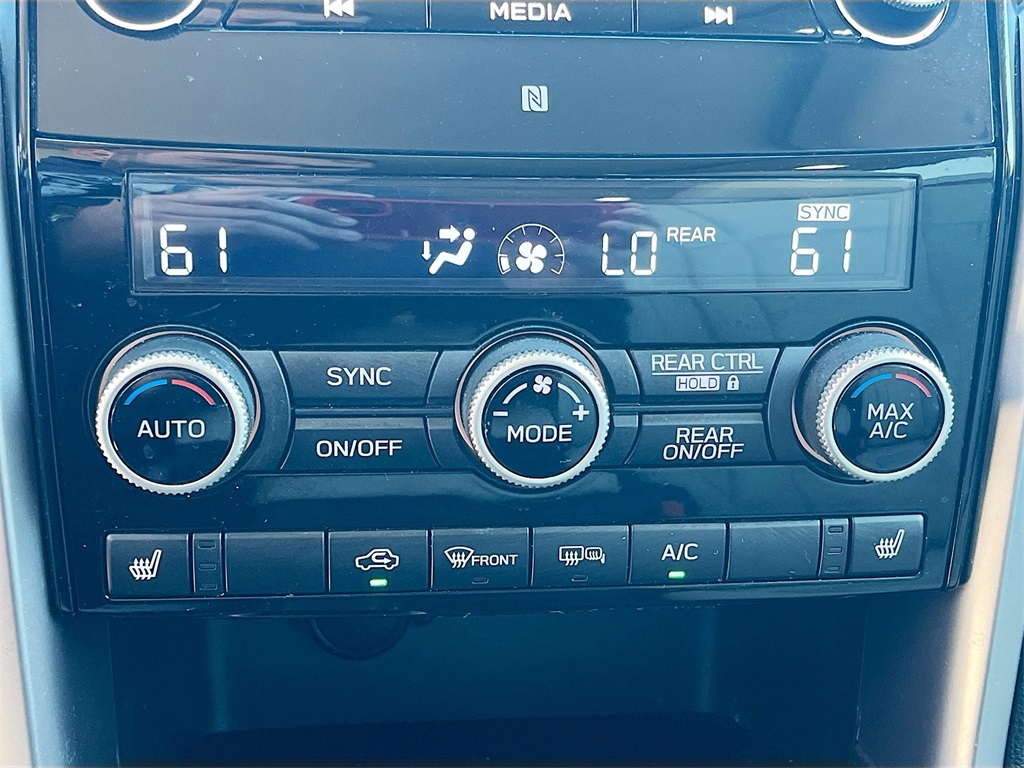 MEDIA
SYNC
61 LO REAR 61
SYNC
REAR CTRL
HOLD
AUTO
MODE
MAX
A/C
ON/OFF
REAR
ON/OFF
FRONT
A/C